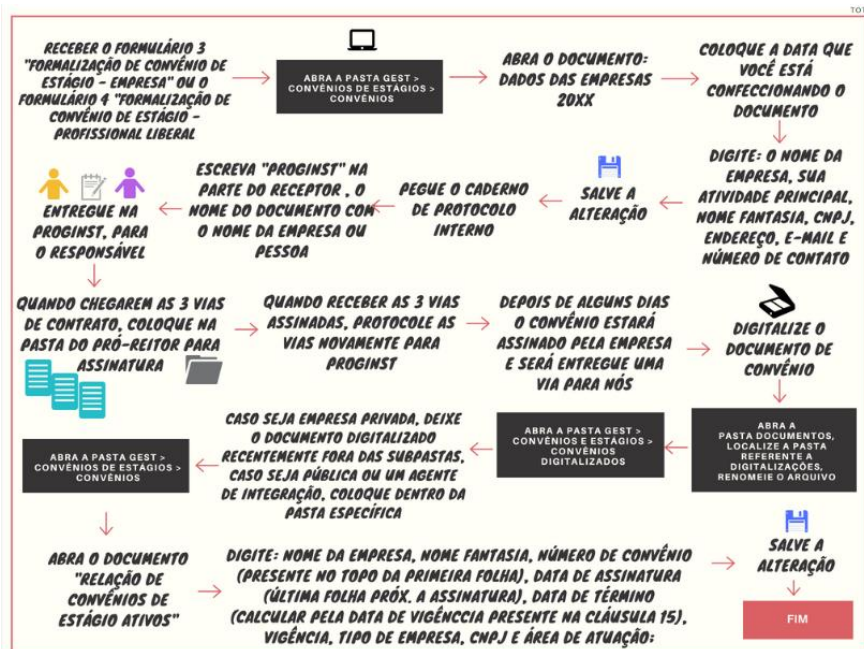 TOT
RECEBER O FORMULÁRIO 3
"FORMALIZAÇÃO DE CONVÊNIO DE
ESTÁGIO - EMPRESA" OU O
FORMULÁRIO 4 "FORMALIZAÇÃO DE
CONVÊNIO DE ESTÁGIO -
PROFISSIONAL LIBERAL
ABRA A PASTA GEST >
CONVÊNIOS DE ESTÁGIOS >
CONVÊNIOS
ABRA O DOCUMENTO:
DADOS DAS EMPRESAS
20XX
COLOQUE A DATA QUE
VOCÊ ESTÁ
CONFECCIONANDO O
DOCUMENTO
DIGITE: O NOME DA
EMPRESA, SUA
ATIVIDADE PRINCIPAL,
NOME FANTASIA, CNPJ,
ENDEREÇO, E-MAIL E
NÚMERO DE CONTATO
SALVE A
ALTERAÇÃO
PEGUE O CADERNO
DE PROTOCOLO
INTERNO
ESCREVA "PROGINST" NA
PARTE DO RECEPTOR , O
NOME DO DOCUMENTO COM
O NOME DA EMPRESA OU
PESSOA
ENTREGUE NA
PROGINST, PARA
O RESPONSÁVEL
QUANDO CHEGAREM AS 3 VIAS
DE CONTRATO, COLOQUE NA
PASTA DO PRÓ-REITOR PARA
ASSINATURA
QUANDO RECEBER AS 3 VIAS
ASSINADAS, PROTOCOLE AS
VIAS NOVAMENTE PARA
PROGINST
DEPOIS DE ALGUNS DIAS
O CONVÊNIO ESTARÁ
ASSINADO PELA EMPRESA
E SERÁ ENTREGUE UMA
VIA PARA NÓS
DIGITALIZE O
DOCUMENTO DE
CONVÊNIO
ABRA A
PASTA DOCUMENTOS,
LOCALIZE A PASTA
REFERENTE A
DIGITALIZAÇÕES,
RENOMEIE O ARQUIVO
ABRA A PASTA GEST >
CONVÊNIOS E ESTÁGIOS >
CONVÊNIOS
DIGITALIZADOS
CASO SEJA EMPRESA PRIVADA, DEIXE
O DOCUMENTO DIGITALIZADO
RECENTEMENTE FORA DAS SUBPASTAS,
CASO SEJA PÚBLICA OU UM AGENTE
DE INTEGRAÇÃO, COLOQUE DENTRO DA
PASTA ESPECÍFICA
ABRA A PASTA GEST >
CONVÊNIOS DE ESTÁGIOS >
CONVÊNIOS
ABRA O DOCUMENTO
"RELAÇÃO DE
CONVÊNIOS DE
ESTÁGIO ATIVOS"
DIGITE: NOME DA EMPRESA, NOME FANTASIA, NÚMERO DE CONVÊNIO
(PRESENTE NO TOPO DA PRIMEIRA FOLHA), DATA DE ASSINATURA
(ÚLTIMA FOLHA PRÓX. A ASSINATURA), DATA DE TÉRMINO
(CALCULAR PELA DATA DE VIGÊNCCIA PRESENTE NA CLÁUSULA 15),
VIGÊNCIA, TIPO DE EMPRESA, CNPJ E ÁREA DE ATUAÇÃO:
SALVE A
ALTERAÇÃO
FIM